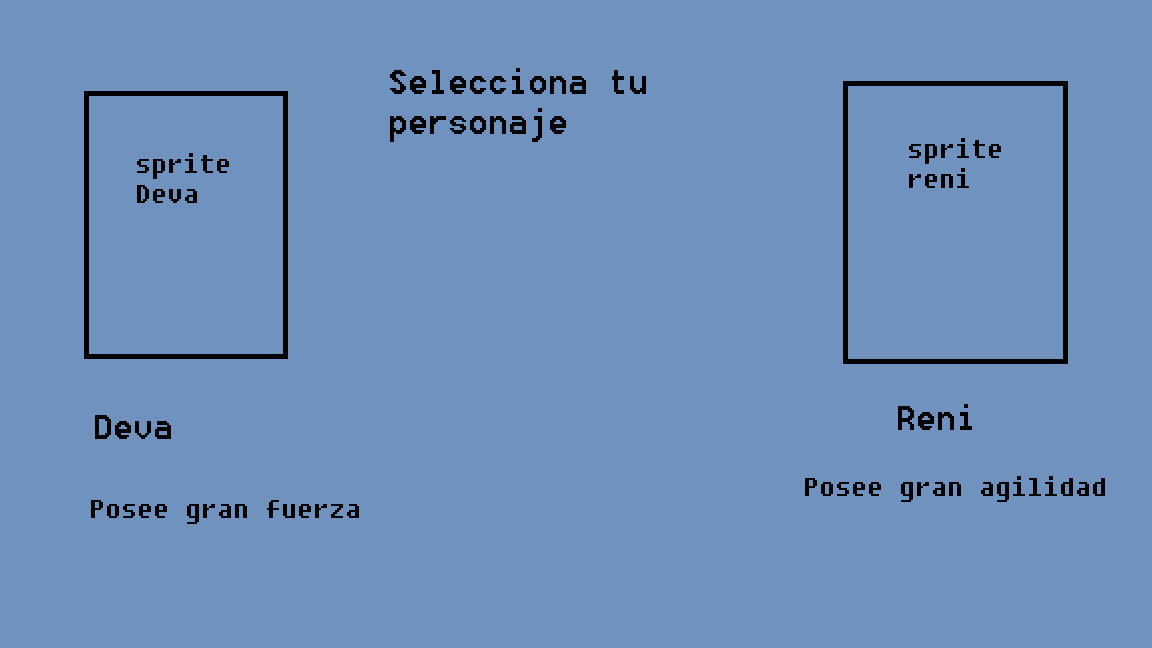 Selecciona tu
personaje
sprite
Deva
sprite
reni
Deva
Posee gran fuerza
Reni
Posee gran agilidad